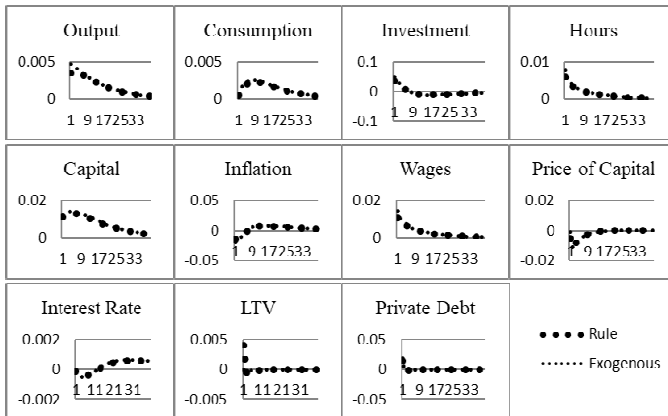 Output
0.005
0
1 9 172533
Consumption
0.005
0
1 9 172533
Investment
0.1
0
-0.1
1 9 172533
Hours
0.01
0
1 9 172533
Capital
0.02
0
1 9 172533
Inflation
0.05
0
-0.05
1 9 172533
Wages
0.02
0
1 9 172533
Price of Capital
0.02
0
-0.02
1 9 172533
Interest Rate
0.002
0
-0.002
1 112131
LTV
0.005
0
-0.005
1 112131
Private Debt
0.05
0
-0.05
1 9 172533
Rule
Exogenous